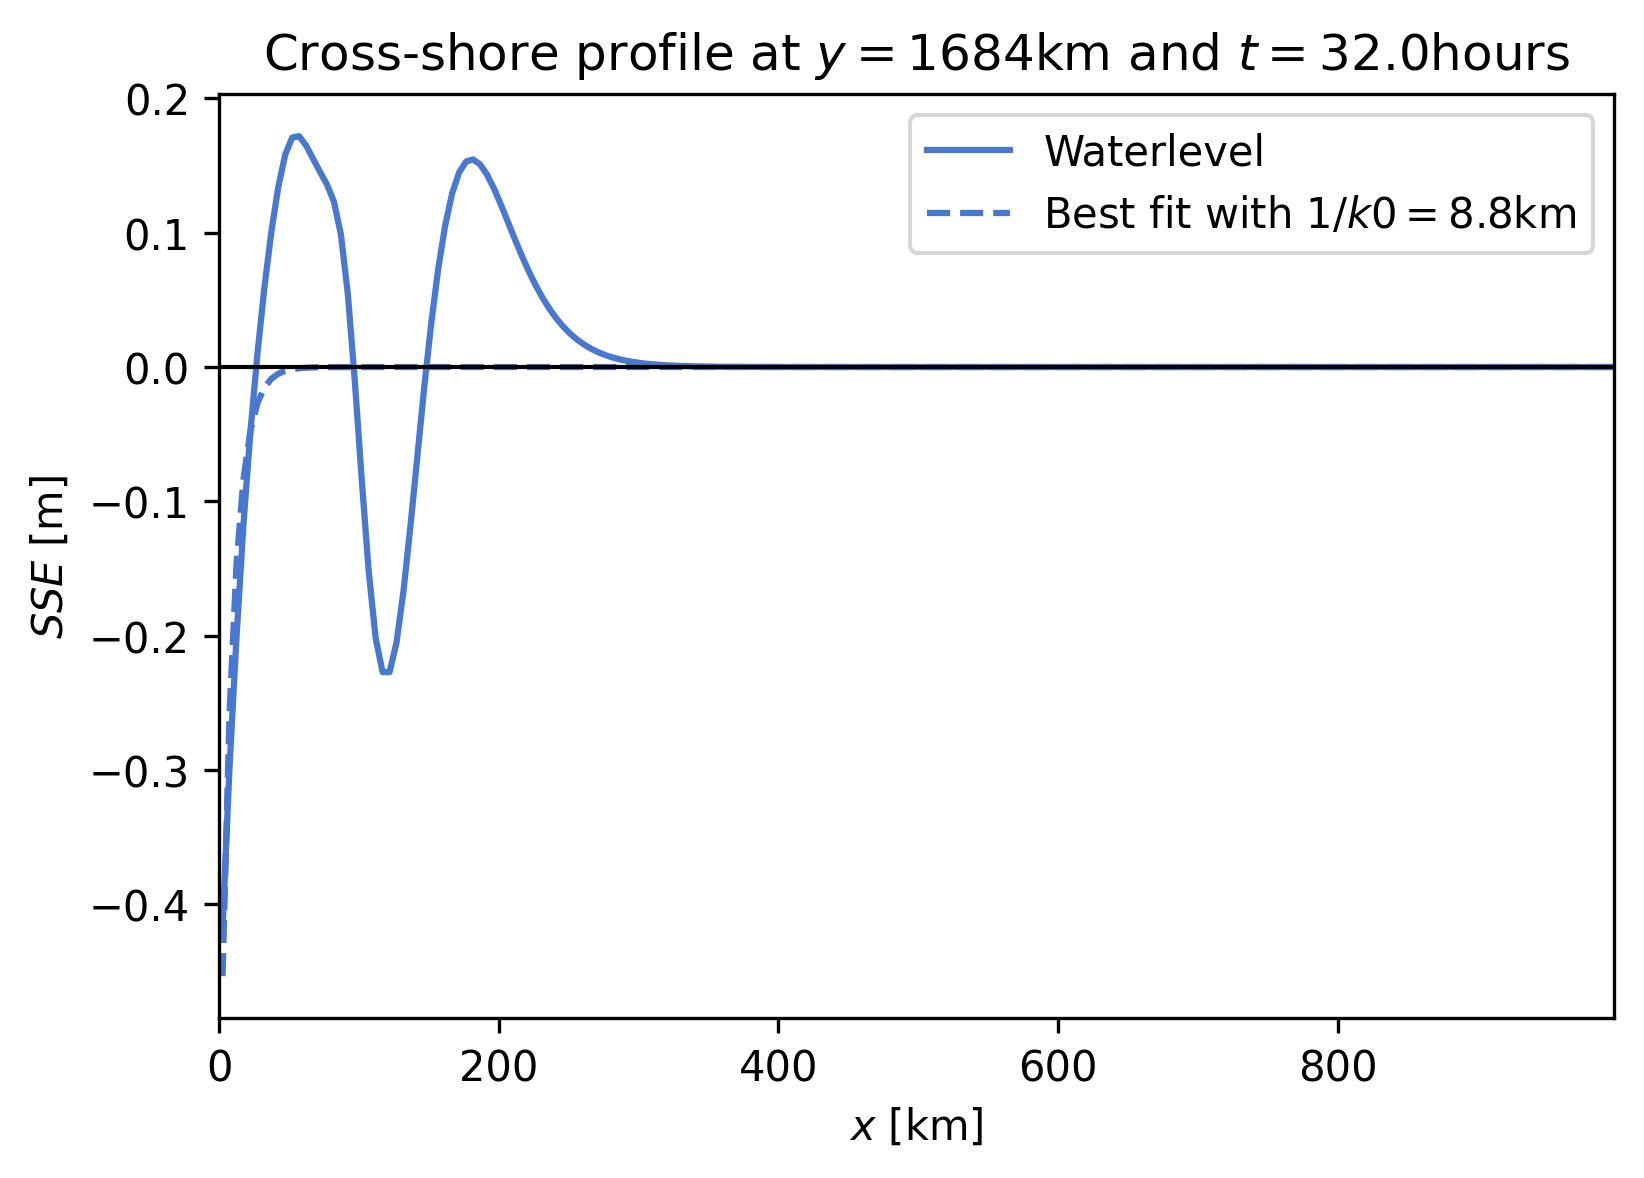 Cross-shore profile at y = 1684km and t = 32.0hours
Waterlevel
Best fit with 1/k0 = 8.8km
0.2
0.1
0.0
−0.1
−0.2
−0.3
−0.4
SSE [m]
0 200 400 600 800
x [km]